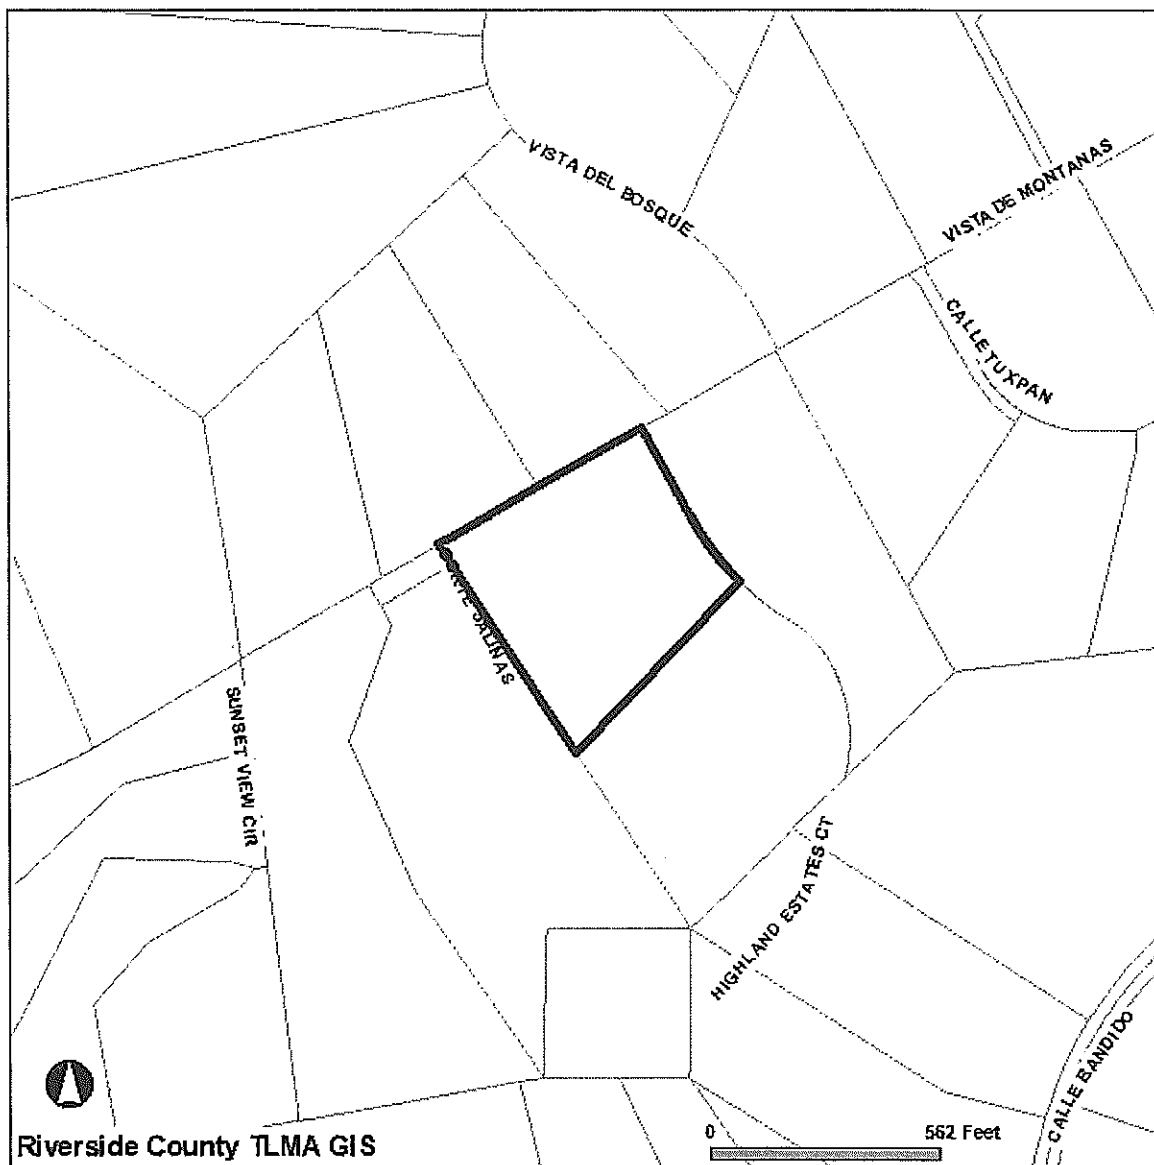 VISTA DEL BOSQUE
VISTA DE MONTANAS
CALLE TUXPAN
SALINAS
SUNSET VIEW CIR
HIGHLAND ESTATES CT
CALLE BANDIDO
Riverside County TLMA GIS
0 562 Feet